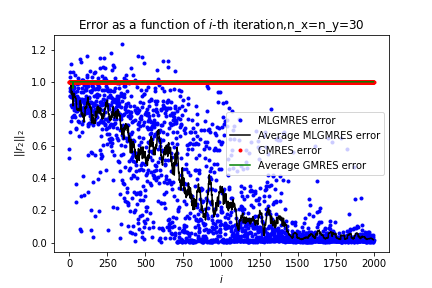 Error as a function of i-th iteration,n_x=n_y=30
||r₂||₂
1.2
1.0
0.8
0.6
0.4
0.2
0.0
MLGMRES error
Average MLGMRES error
GMRES error
Average GMRES error
0 250 500 750 1000 1250 1500 1750 2000
i